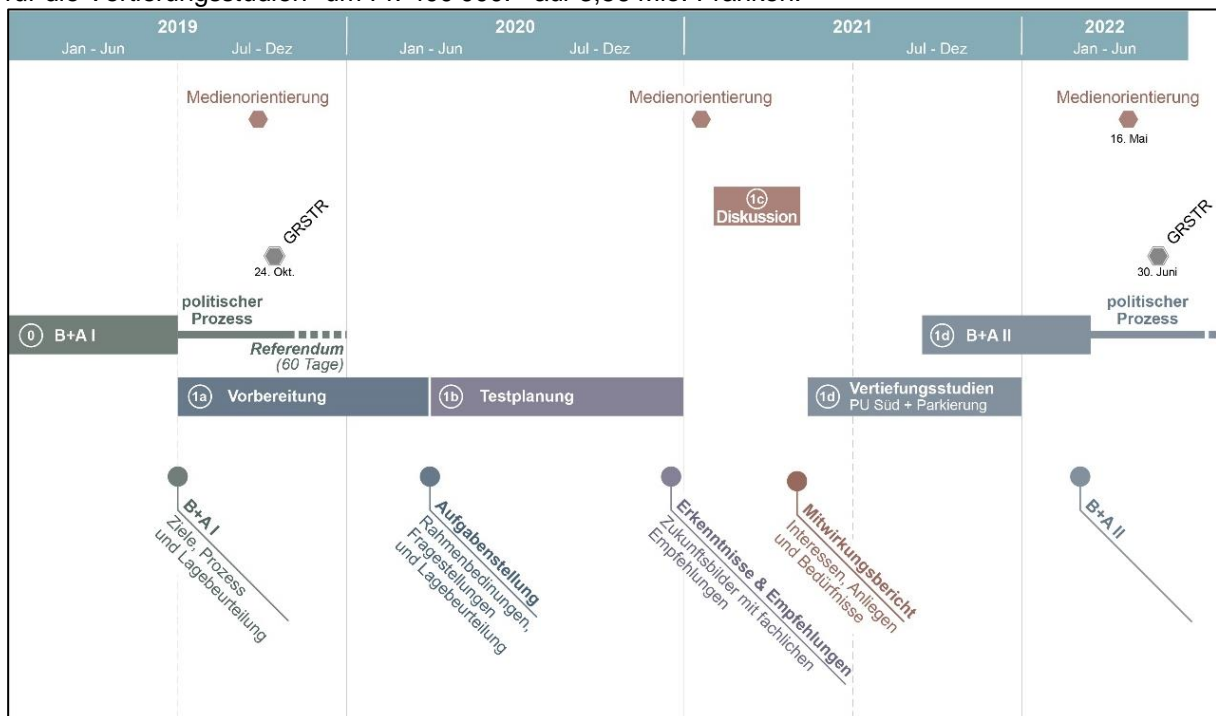 für die Vertiefungsstudien um Fr. 400 000.– auf 5,86 Mio. Franken.
2019
2020
2021
2022
Jan - Jun
Jul - Dez
Jan - Jun
Jul - Dez
Jul - Dez
Jan - Jun
Medienorientierung
Medienorientierung
Medienorientierung
16. Mai
1c
Diskussion
GRSTR
24. Okt.
GRSTR
30. Juni
politischer
Prozess
politischer
Prozess
0 B+A I
1d B+A II
Referendum
(60 Tage)
1a Vorbereitung
1b Testplanung
1d Vertiefungsstudien
PU Süd + Parkierung
B+A I
Ziele, Prozess
und Lagebeurteilung
Aufgabenstellung
Rahmenbedinungen,
Fragestellungen
und Lagebeurteilung
Erkenntnisse & Empfehlungen
Zukunftsbilder mit fachlichen
Empfehlungen
Mitwirkungsbericht
Interessen, Anliegen
und Bedürfnisse
B+A II